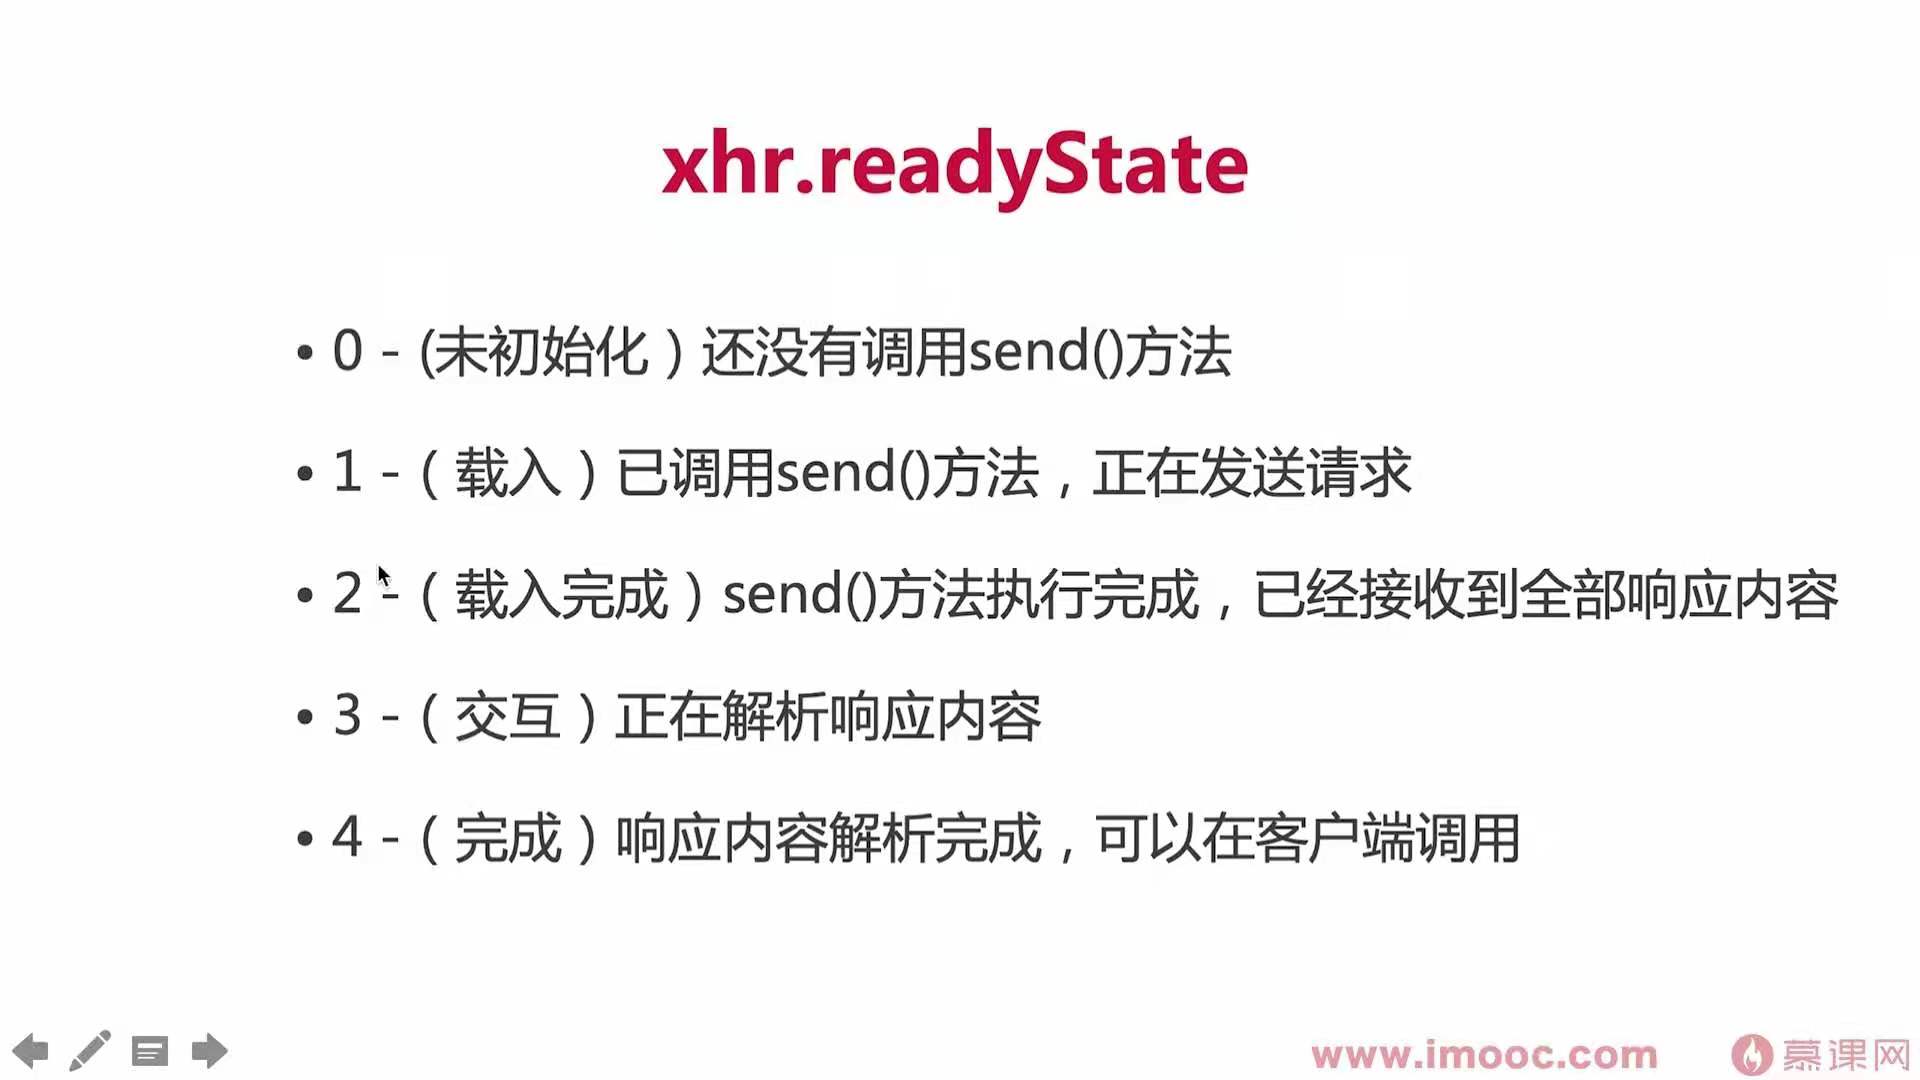 xhr.readyState
• 0 - (未初始化）还没有调用send()方法
• 1 -（ 载入 ）已调用send()方法，正在发送请求
• 2 -（ 载入完成 ）send()方法执行完成，已经接收到全部响应内容
• 3 -（ 交互 ）正在解析响应内容
• 4 -（ 完成 ）响应内容解析完成，可以在客户端调用
www.imooc.com 慕课网